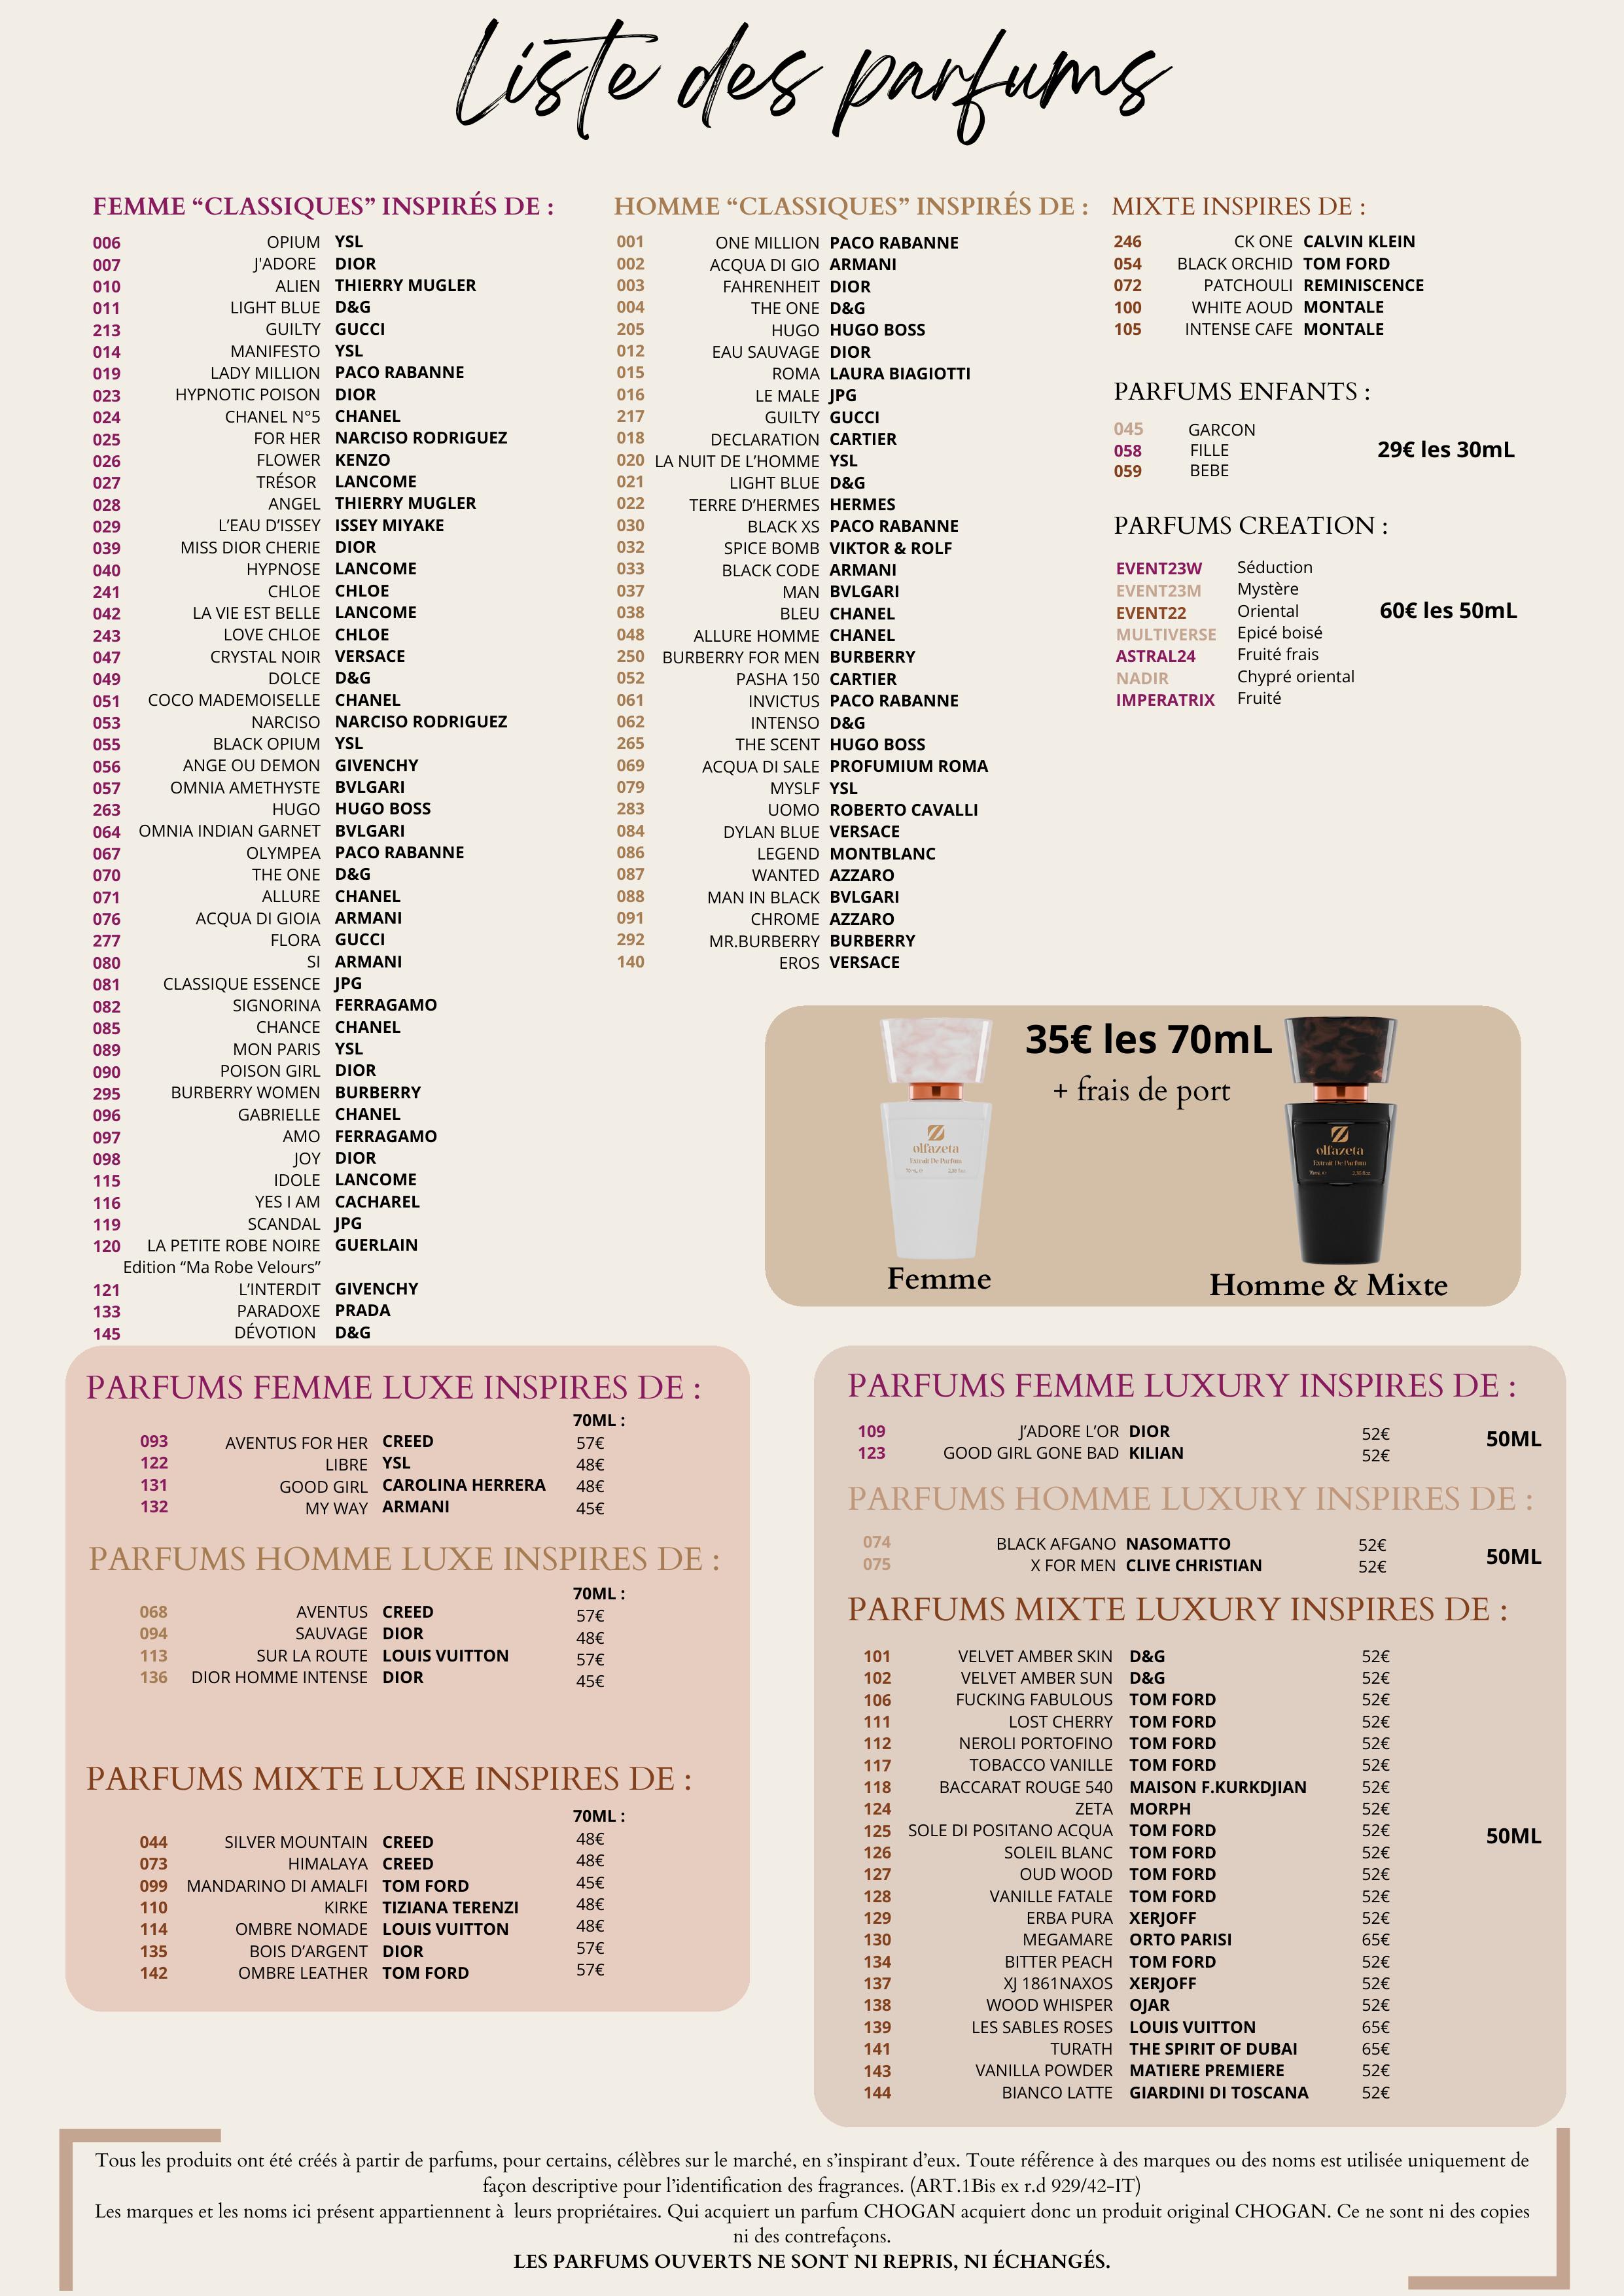 Liste des parfums
FEMME “CLASSIQUES” INSPIRÉS DE :
006 OPIUM YSL
007 J'ADORE DIOR
010 ALIEN THIERRY MUGLER
011 LIGHT BLUE D&G
213 GUILTY GUCCI
014 MANIFESTO YSL
019 LADY MILLION PACO RABANNE
023 HYPNOTIC POISON DIOR
024 CHANEL N°5 CHANEL
025 FOR HER NARCISO RODRIGUEZ
026 FLOWER KENZO
027 TRÉSOR LANCOME
028 ANGEL THIERRY MUGLER
029 L’EAU D’ISSEY ISSEY MIYAKE
039 MISS DIOR CHERIE DIOR
040 HYPNOSE LANCOME
241 CHLOE CHLOE
042 LA VIE EST BELLE LANCOME
243 LOVE CHLOE CHLOE
047 CRYSTAL NOIR VERSACE
049 DOLCE D&G
051 COCO MADEMOISELLE CHANEL
053 NARCISO NARCISO RODRIGUEZ
055 BLACK OPIUM YSL
056 ANGE OU DEMON GIVENCHY
057 OMNIA AMETHYSTE BVLGARI
263 HUGO HUGO BOSS
064 OMNIA INDIAN GARNET BVLGARI
067 OLYMPEA PACO RABANNE
070 THE ONE D&G
071 ALLURE CHANEL
076 ACQUA DI GIOIA ARMANI
277 FLORA GUCCI
080 SI ARMANI
081 CLASSIQUE ESSENCE JPG
082 SIGNORINA FERRAGAMO
085 CHANCE CHANEL
089 MON PARIS YSL
090 POISON GIRL DIOR
295 BURBERRY WOMEN BURBERRY
096 GABRIELLE CHANEL
097 AMO FERRAGAMO
098 JOY DIOR
115 IDOLE LANCOME
116 YES I AM CACHAREL
119 SCANDAL JPG
120 LA PETITE ROBE NOIRE GUERLAIN
Edition “Ma Robe Velours”
121 L’INTERDIT GIVENCHY
133 PARADOXE PRADA
145 DÉVOTION D&G
HOMME “CLASSIQUES” INSPIRÉS DE :
001 ONE MILLION PACO RABANNE
002 ACQUA DI GIO ARMANI
003 FAHRENHEIT DIOR
004 THE ONE D&G
205 HUGO HUGO BOSS
012 EAU SAUVAGE DIOR
015 ROMA LAURA BIAGIOTTI
016 LE MALE JPG
217 GUILTY GUCCI
018 DECLARATION CARTIER
020 LA NUIT DE L’HOMME YSL
021 LIGHT BLUE D&G
022 TERRE D’HERMES HERMES
030 BLACK XS PACO RABANNE
032 SPICE BOMB VIKTOR & ROLF
033 BLACK CODE ARMANI
037 MAN BVLGARI
038 BLEU CHANEL
048 ALLURE HOMME CHANEL
250 BURBERRY FOR MEN BURBERRY
052 PASHA 150 CARTIER
061 INVICTUS PACO RABANNE
062 INTENSO D&G
265 THE SCENT HUGO BOSS
069 ACQUA DI SALE PROFUMIUM ROMA
079 MYSLF YSL
283 UOMO ROBERTO CAVALLI
084 DYLAN BLUE VERSACE
086 LEGEND MONTBLANC
087 WANTED AZZARO
088 MAN IN BLACK BVLGARI
091 CHROME AZZARO
292 MR.BURBERRY BURBERRY
140 EROS VERSACE
MIXTE INSPIRES DE :
246 CK ONE CALVIN KLEIN
054 BLACK ORCHID TOM FORD
072 PATCHOULI REMINISCENCE
100 WHITE AOUD MONTALE
105 INTENSE CAFE MONTALE
PARFUMS ENFANTS :
045 GARCON
058 FILLE
059 BEBE
29€ les 30mL
PARFUMS CREATION :
EVENT23W Séduction
EVENT23M Mystère
EVENT22 Oriental
MULTIVERSE Epicé boisé
ASTRAL24 Fruité frais
NADIR Chypré oriental
IMPERATRIX Fruité
60€ les 50mL
35€ les 70mL
+ frais de port
olfazeta
Extrait De Parfum
olfazeta
Extrait De Parfum
Femme
Homme & Mixte
PARFUMS FEMME LUXE INSPIRES DE :
70ML :
093 AVENTUS FOR HER CREED 57€
122 LIBRE YSL 48€
131 GOOD GIRL CAROLINA HERRERA 48€
132 MY WAY ARMANI 45€
PARFUMS HOMME LUXE INSPIRES DE :
70ML :
068 AVENTUS CREED 57€
094 SAUVAGE DIOR 48€
113 SUR LA ROUTE LOUIS VUITTON 57€
136 DIOR HOMME INTENSE DIOR 45€
PARFUMS MIXTE LUXE INSPIRES DE :
70ML :
044 SILVER MOUNTAIN CREED 48€
073 HIMALAYA CREED 48€
099 MANDARINO DI AMALFI TOM FORD 45€
110 KIRKE TIZIANA TERENZI 48€
114 OMBRE NOMADE LOUIS VUITTON 48€
135 BOIS D’ARGENT DIOR 57€
142 OMBRE LEATHER TOM FORD 57€
PARFUMS FEMME LUXURY INSPIRES DE :
109 J’ADORE L’OR DIOR 52€
123 GOOD GIRL GONE BAD KILIAN 52€
50ML
PARFUMS HOMME LUXURY INSPIRES DE :
074 BLACK AFGANO NASOMATTO 52€
075 X FOR MEN CLIVE CHRISTIAN 52€
50ML
PARFUMS MIXTE LUXURY INSPIRES DE :
101 VELVET AMBER SKIN D&G 52€
102 VELVET AMBER SUN D&G 52€
106 FUCKING FABULOUS TOM FORD 52€
111 LOST CHERRY TOM FORD 52€
112 NEROLI PORTOFINO TOM FORD 52€
117 TOBACCO VANILLE TOM FORD 52€
118 BACCARAT ROUGE 540 MAISON F.KURKDJIAN 52€
124 ZETA MORPH 52€
125 SOLE DI POSITANO ACQUA TOM FORD 52€
126 SOLEIL BLANC TOM FORD 52€
127 OUD WOOD TOM FORD 52€
128 VANILLE FATALE TOM FORD 52€
129 ERBA PURA XERJOFF 52€
130 MEGAMARE ORTO PARISI 65€
134 BITTER PEACH TOM FORD 52€
137 XJ 1861NAXOS XERJOFF 52€
138 WOOD WHISPER OJAR 52€
139 LES SABLES ROSES LOUIS VUITTON 65€
141 TURATH THE SPIRIT OF DUBAI 65€
143 VANILLA POWDER MATIERE PREMIERE 52€
144 BIANCO LATTE GIARDINI DI TOSCANA 52€
50ML
Tous les produits ont été créés à partir de parfums, pour certains, célèbres sur le marché, en s’inspirant d’eux. Toute référence à des marques ou des noms est utilisée uniquement de
façon descriptive pour l’identification des fragrances. (ART.1Bis ex r.d 929/42-IT)
Les marques et les noms ici présent appartiennent à leurs propriétaires. Qui acquiert un parfum CHOGAN acquiert donc un produit original CHOGAN. Ce ne sont ni des copies
ni des contrefaçons.
LES PARFUMS OUVERTS NE SONT NI REPRIS, NI ÉCHANGÉS.